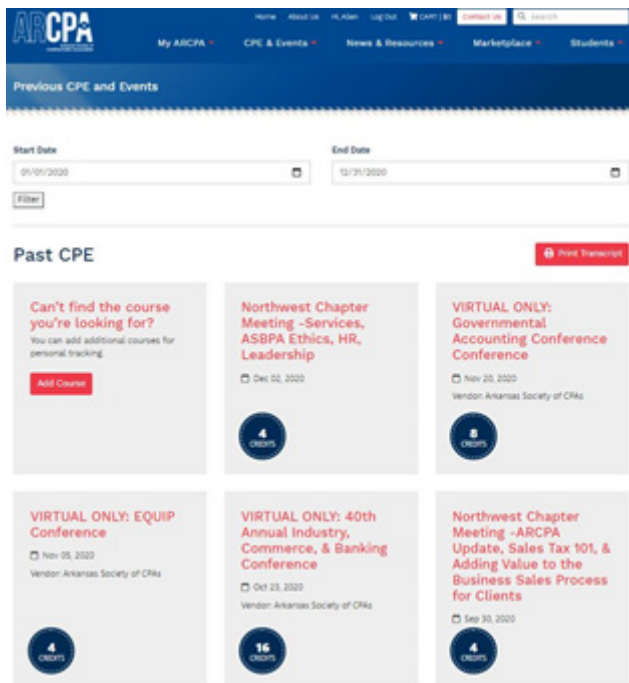 ARCPA
Home About Us Hi, Allen Log Out CART | $0 Contact Us Search
My ARCPA CPE & Events News & Resources Marketplace Students
Previous CPE and Events
Start Date End Date
01/01/2020 12/31/2020
Filter
Past CPE
Print Transcript
Can't find the course
you're looking for?
You can add additional courses for
personal tracking.
Add Course
Northwest Chapter
Meeting -Services,
ASBPA Ethics, HR,
Leadership
Dec 02, 2020
4
CREDITS
VIRTUAL ONLY:
Governmental
Accounting Conference
Conference
Nov 20, 2020
Vendor: Arkansas Society of CPAs
8
CREDITS
VIRTUAL ONLY: EQUIP
Conference
Nov 05, 2020
Vendor: Arkansas Society of CPAs
4
CREDITS
VIRTUAL ONLY: 40th
Annual Industry,
Commerce, & Banking
Conference
Oct 23, 2020
Vendor: Arkansas Society of CPAs
16
CREDITS
Northwest Chapter
Meeting -ARCPA
Update, Sales Tax 101, &
Adding Value to the
Business Sales Process
for Clients
Sep 30, 2020
4
CREDITS